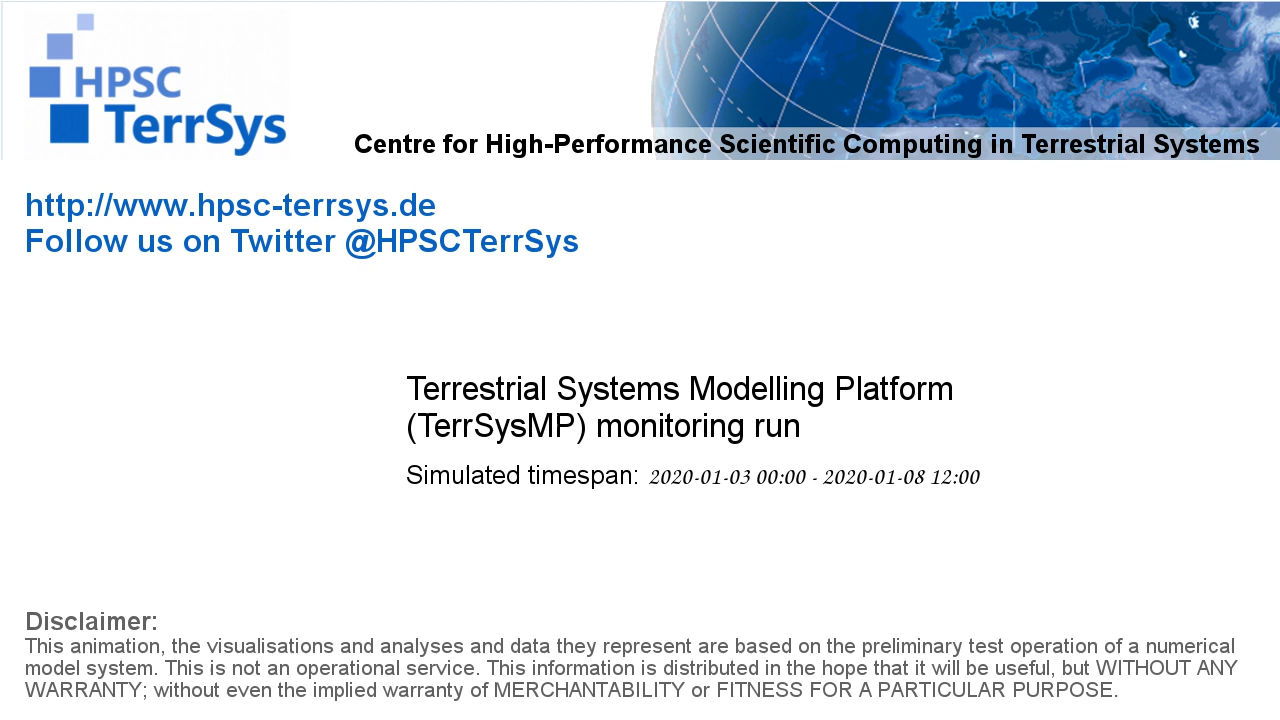 HPSC
TerrSys
Centre for High-Performance Scientific Computing in Terrestrial Systems
http://www.hpsc-terrsys.de
Follow us on Twitter @HPSCTerrSys
Terrestrial Systems Modelling Platform
(TerrSysMP) monitoring run
Simulated timespan: 2020-01-03 00:00 - 2020-01-08 12:00
Disclaimer:
This animation, the visualisations and analyses and data they represent are based on the preliminary test operation of a numerical
model system. This is not an operational service. This information is distributed in the hope that it will be useful, but WITHOUT ANY
WARRANTY; without even the implied warranty of MERCHANTABILITY or FITNESS FOR A PARTICULAR PURPOSE.